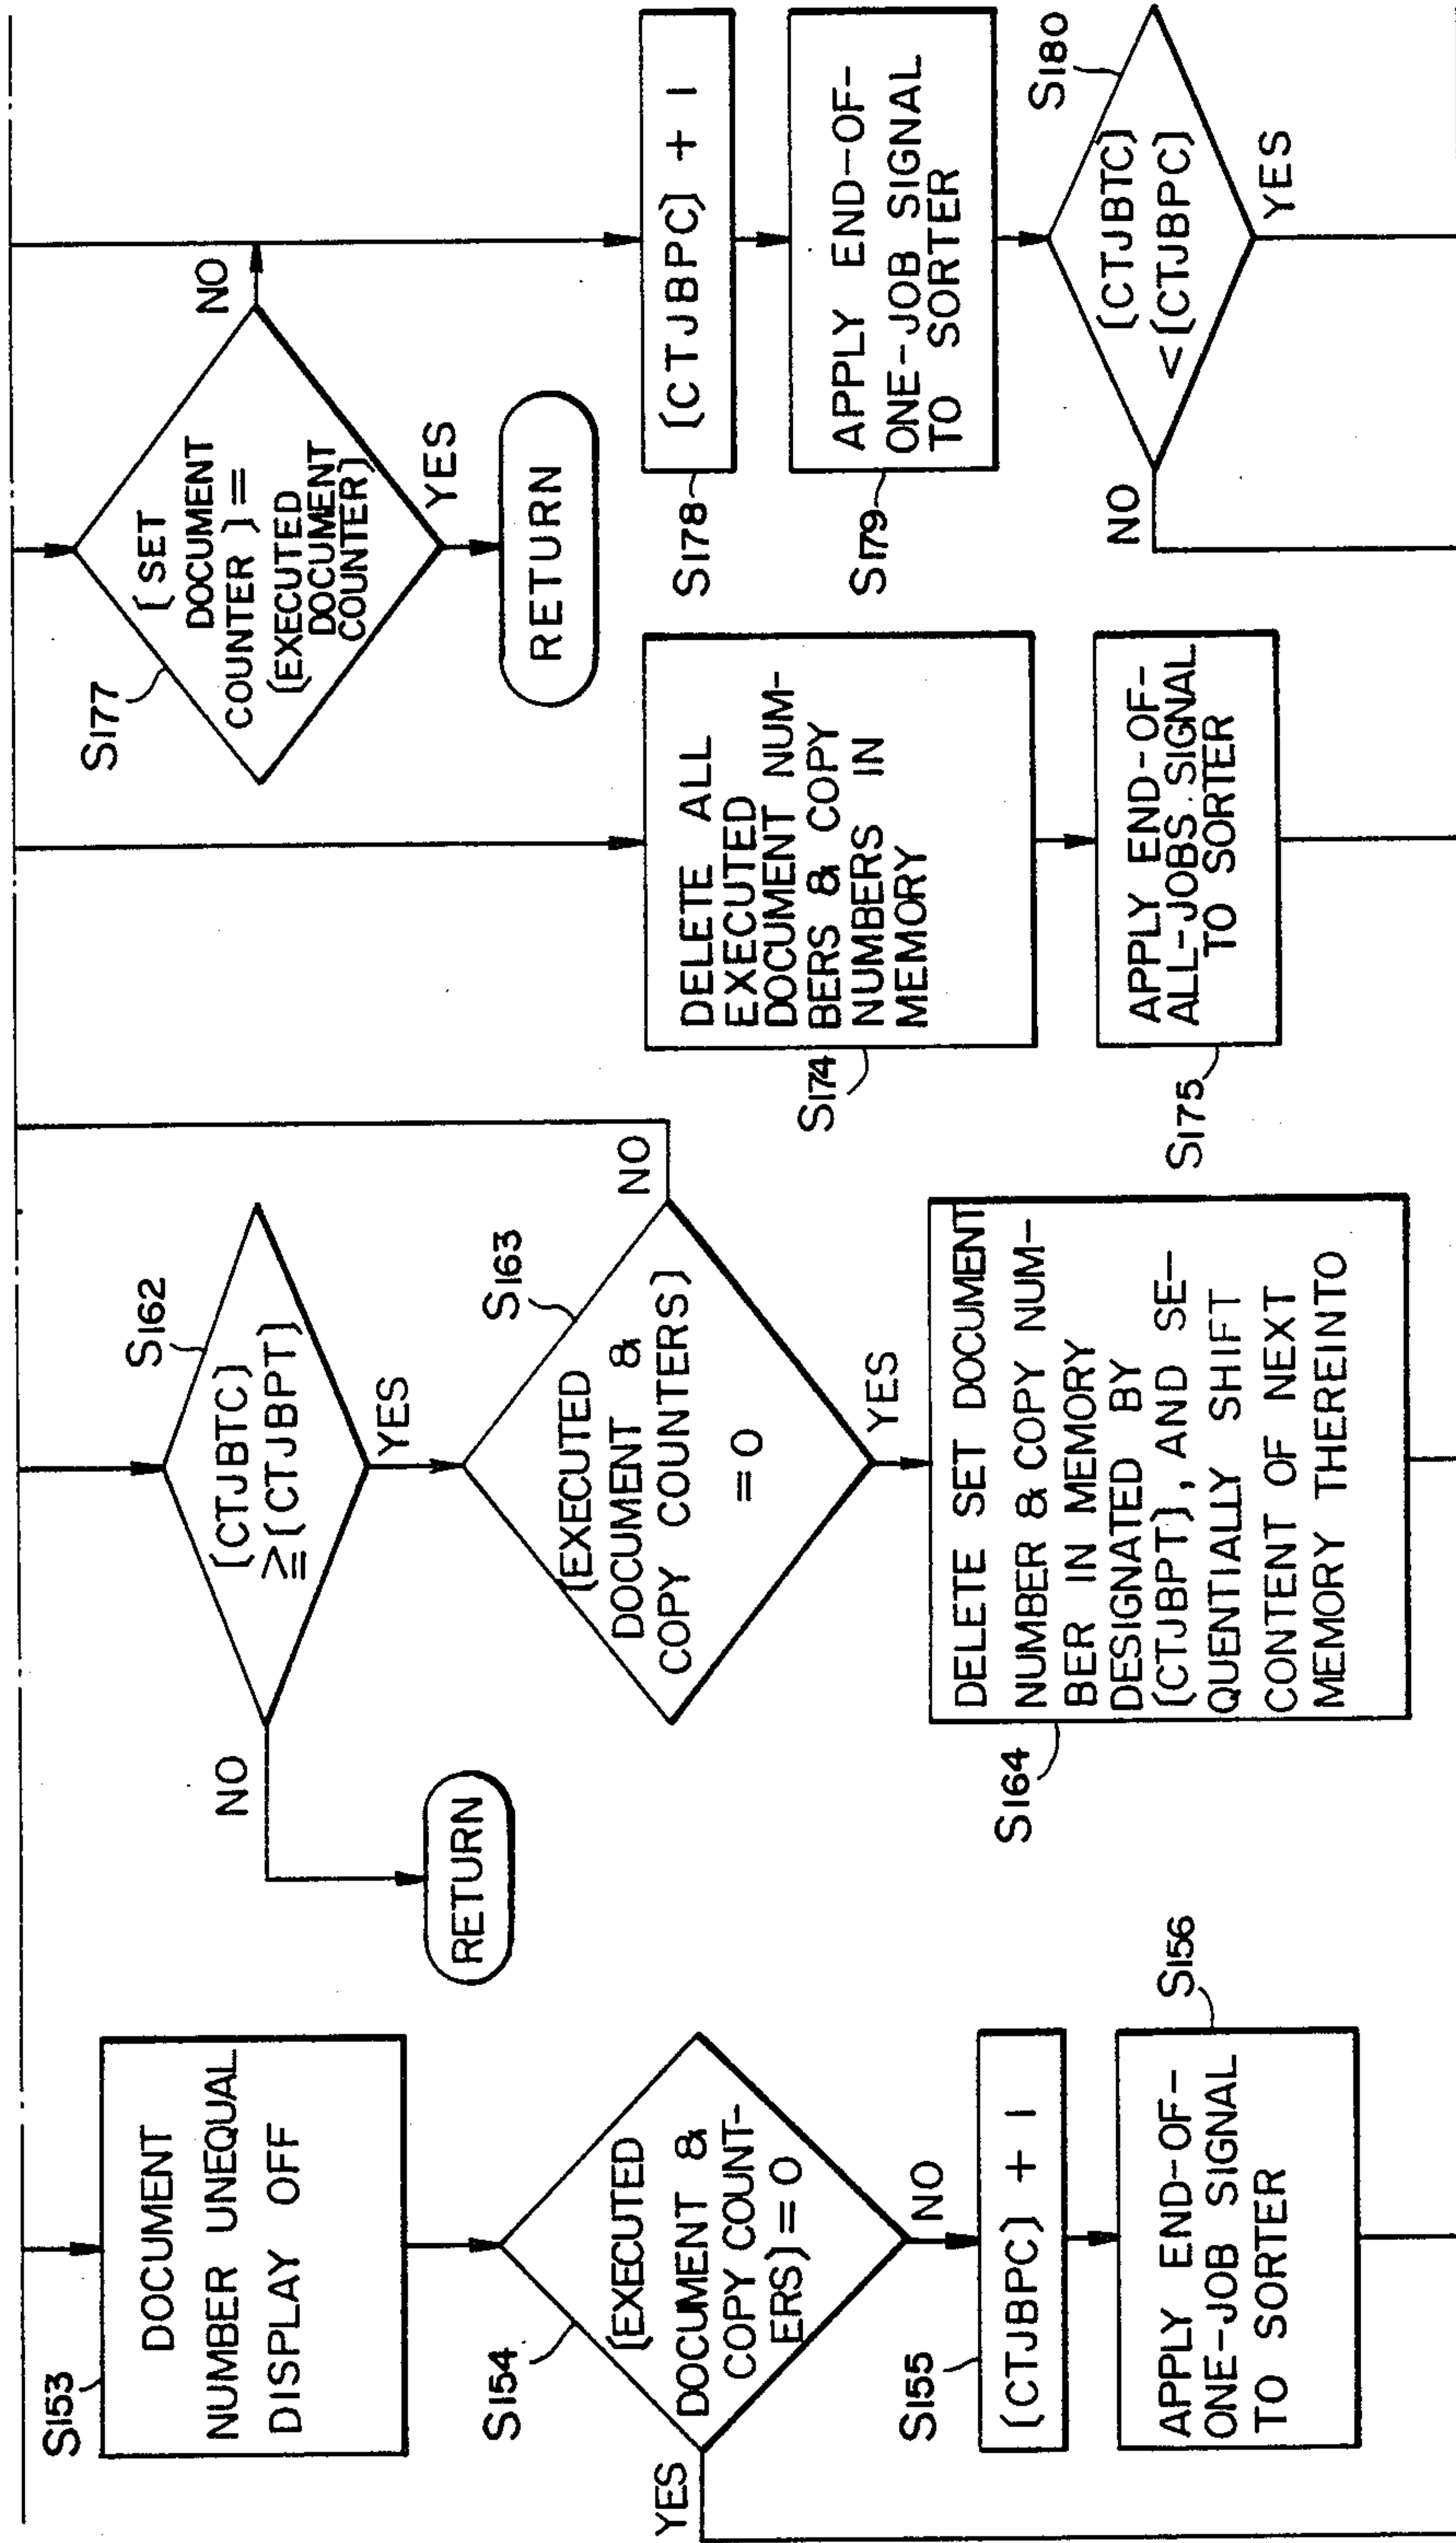 S153
DOCUMENT
NUMBER UNEQUAL
DISPLAY OFF
S154
(EXECUTED
DOCUMENT &
COPY COUNT-
ERS) = 0
YES
NO
S155
(CTJBPC) + 1
S156
APPLY END-OF-
ONE-JOB SIGNAL
TO SORTER
S162
(CTJBTC)
≧(CTJBPT)
NO
YES
RETURN
S163
(EXECUTED
DOCUMENT &
COPY COUNTERS)
= 0
NO
YES
S164
DELETE SET DOCUMENT
NUMBER & COPY NUM-
BER IN MEMORY
DESIGNATED BY
(CTJBPT), AND SE-
QUENTIALLY SHIFT
CONTENT OF NEXT
MEMORY THEREINTO
S174
DELETE ALL
EXECUTED
DOCUMENT NUM-
BERS & COPY
NUMBERS IN
MEMORY
S175
APPLY END-OF-
ALL-JOBS SIGNAL
TO SORTER
S177
(SET
DOCUMENT
COUNTER) =
(EXECUTED
DOCUMENT
COUNTER)
NO
YES
RETURN
S178
(CTJBPC) + 1
S179
APPLY END-OF-
ONE-JOB SIGNAL
TO SORTER
S180
(CTJBTC)
<(CTJBPC)
NO
YES